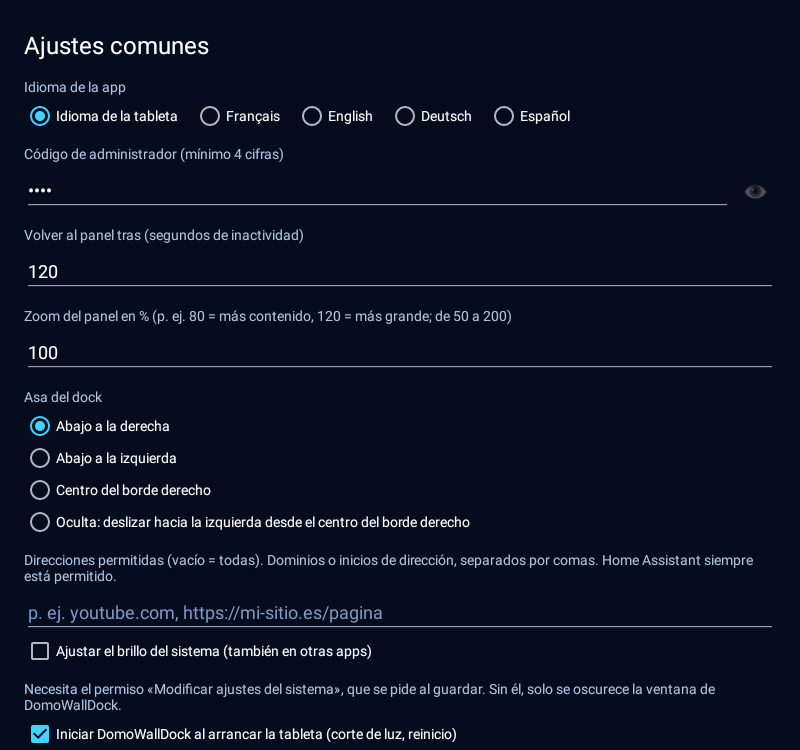 Ajustes comunes
Idioma de la app
Idioma de la tableta Français English Deutsch Español
Código de administrador (mínimo 4 cifras)
••••
Volver al panel tras (segundos de inactividad)
120
Zoom del panel en % (p. ej. 80 = más contenido, 120 = más grande; de 50 a 200)
100
Asa del dock
Abajo a la derecha
Abajo a la izquierda
Centro del borde derecho
Oculta: deslizar hacia la izquierda desde el centro del borde derecho
Direcciones permitidas (vacío = todas). Dominios o inicios de dirección, separados por comas. Home Assistant siempre
está permitido.
p. ej. youtube.com, https://mi-sitio.es/pagina
Ajustar el brillo del sistema (también en otras apps)
Necesita el permiso «Modificar ajustes del sistema», que se pide al guardar. Sin él, solo se oscurece la ventana de
DomoWallDock.
Iniciar DomoWallDock al arrancar la tableta (corte de luz, reinicio)